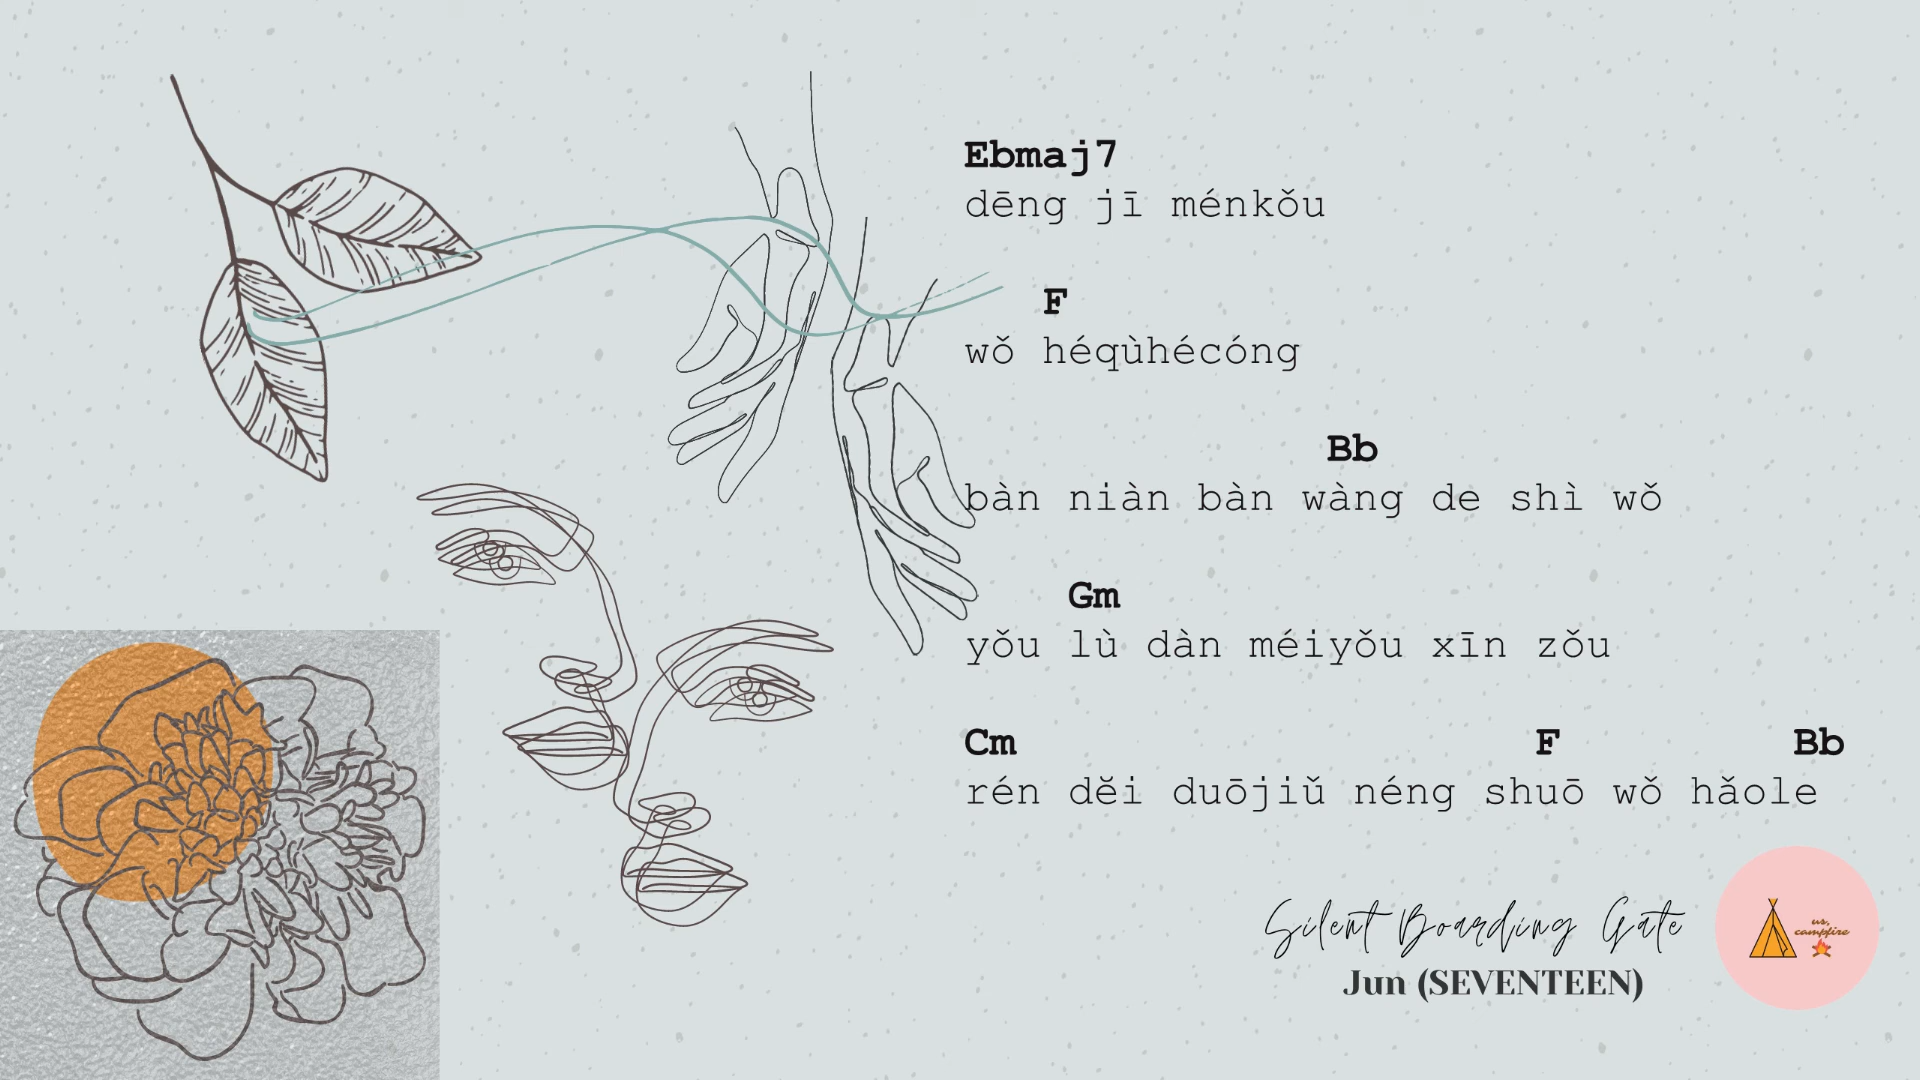 Ebmaj7
dēng jī ménkǒu
F
wǒ héqùhécóng
Bb
bàn niàn bàn wàng de shì wǒ
Gm
yǒu lù dàn méiyǒu xīn zǒu
Cm F Bb
rén děi duōjiǔ néng shuō wǒ hǎole
Silent Boarding Gate
Jun (SEVENTEEN)
us,
campfire